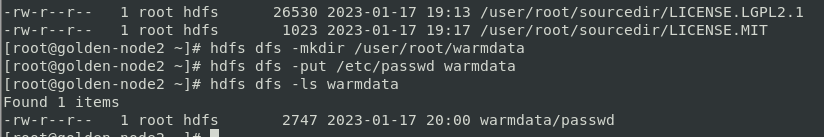 -rw-r--r--   1 root hdfs      26530 2023-01-17 19:13 /user/root/sourcedir/LICENSE.LGPL2.1
-rw-r--r--   1 root hdfs       1023 2023-01-17 19:17 /user/root/sourcedir/LICENSE.MIT
[root@golden-node2 ~]# hdfs dfs -mkdir /user/root/warmdata
[root@golden-node2 ~]# hdfs dfs -put /etc/passwd warmdata
[root@golden-node2 ~]# hdfs dfs -ls warmdata
Found 1 items
-rw-r--r--   1 root hdfs       2747 2023-01-17 20:00 warmdata/passwd
[root@golden-node2 ~]#